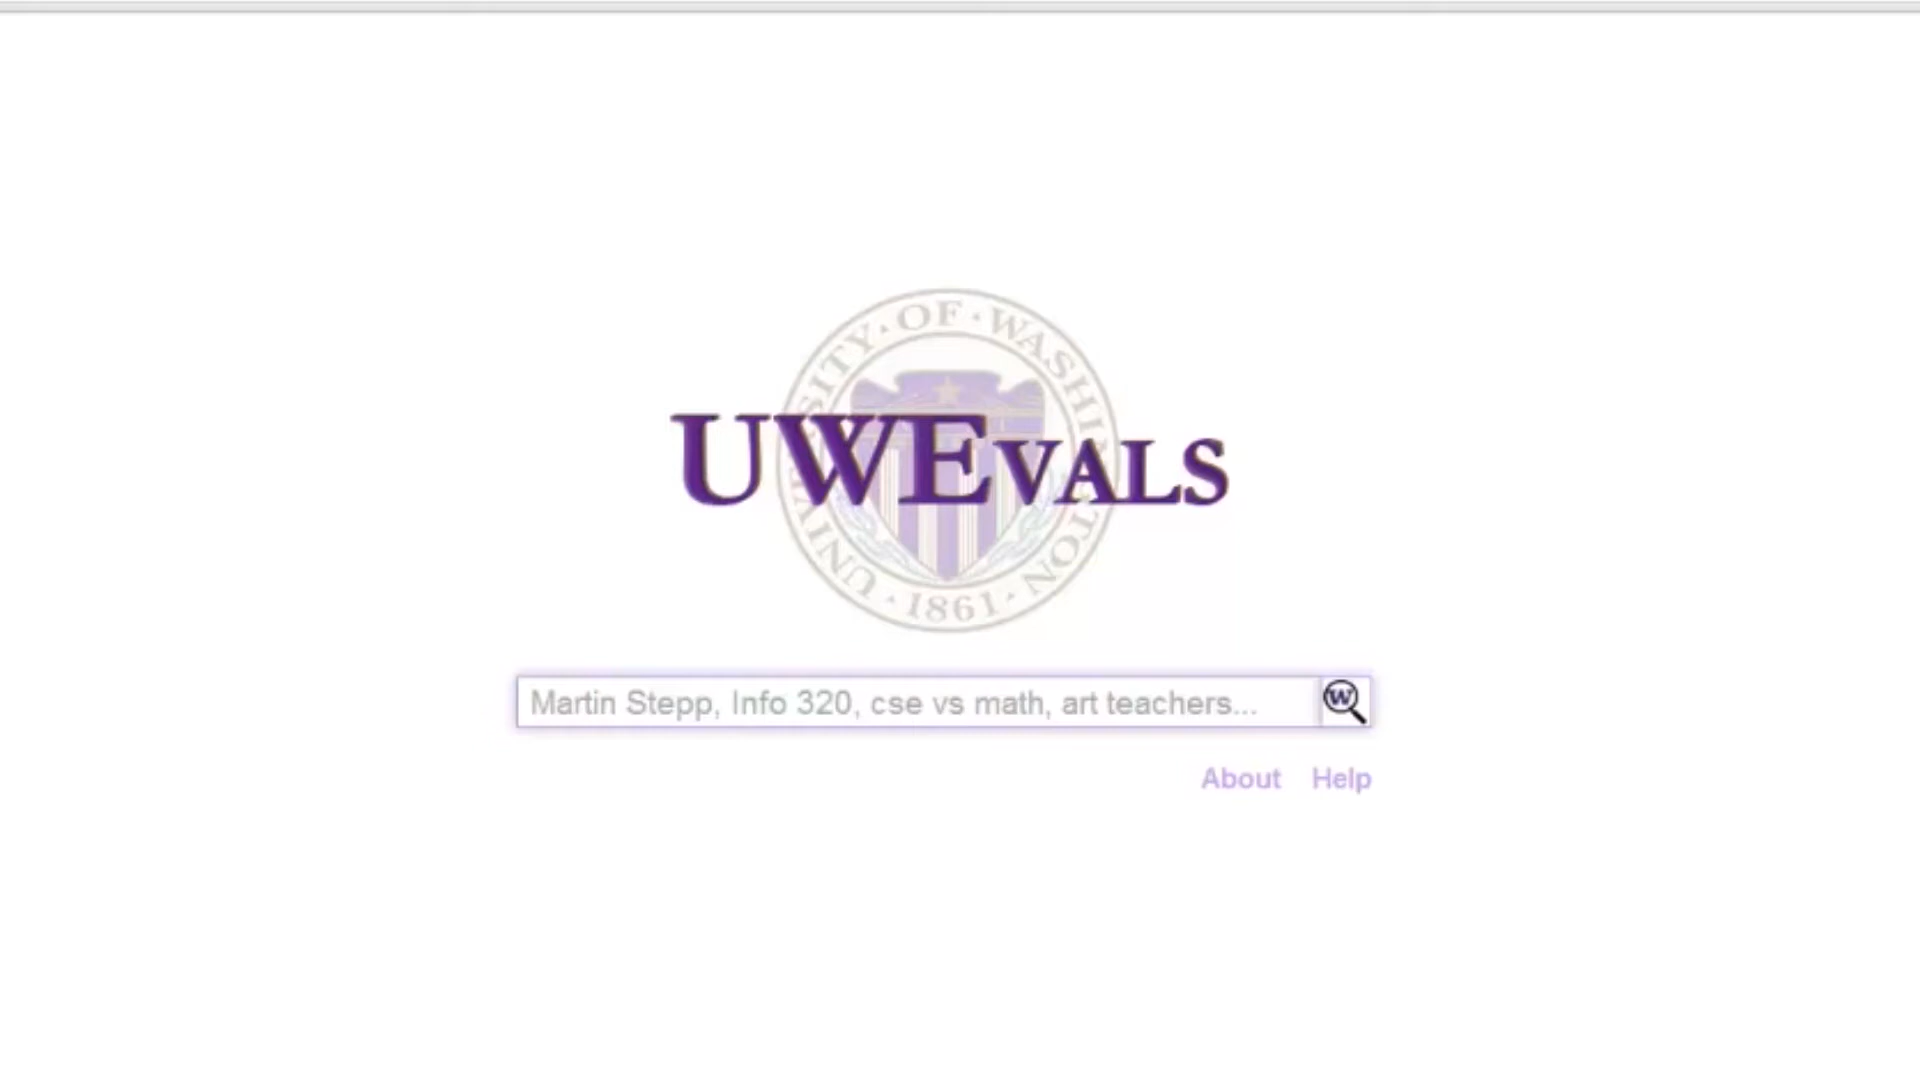 UNIVERSITY · OF · WASHINGTON · 1861 ·
UWEVALS
Martin Stepp, Info 320, cse vs math, art teachers...
W
About Help